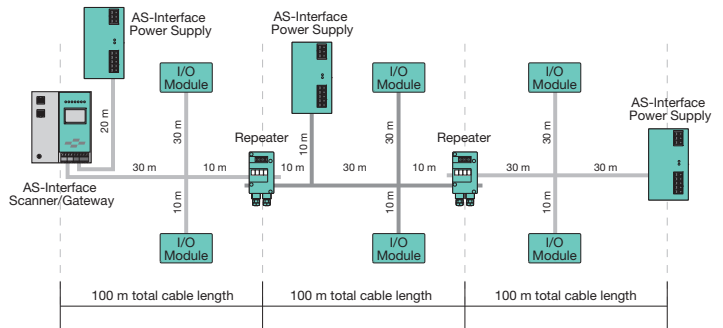 AS-Interface
Power Supply
AS-Interface
Power Supply
I/O
Module
I/O
Module
I/O
Module
AS-Interface
Power Supply
20 m
30 m
10 m
30 m
30 m
Repeater
Repeater
30 m
10 m
10 m
30 m
10 m
30 m
30 m
AS-Interface
Scanner/Gateway
10 m
10 m
10 m
I/O
Module
I/O
Module
I/O
Module
100 m total cable length
100 m total cable length
100 m total cable length